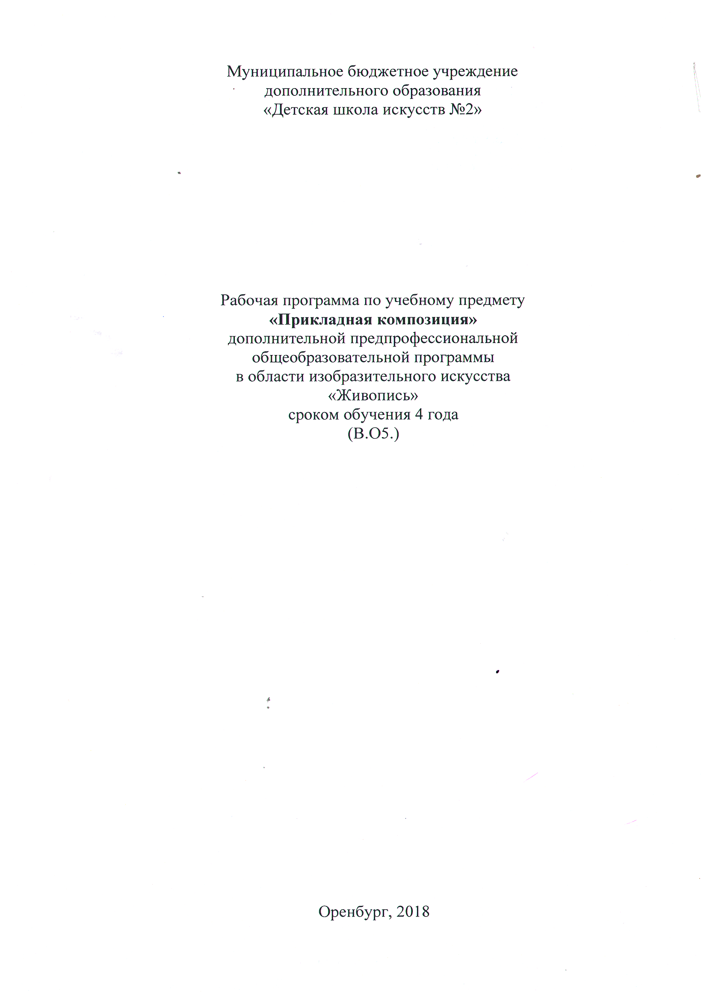 Муниципальное бюджетное учреждение
дополнительного образования
«Детская школа искусств №2»
Рабочая программа по учебному предмету
«Прикладная композиция»
дополнительной предпрофессиональной
общеобразовательной программы
в области изобразительного искусства
«Живопись»
сроком обучения 4 года
(В.О5.)
Оренбург, 2018